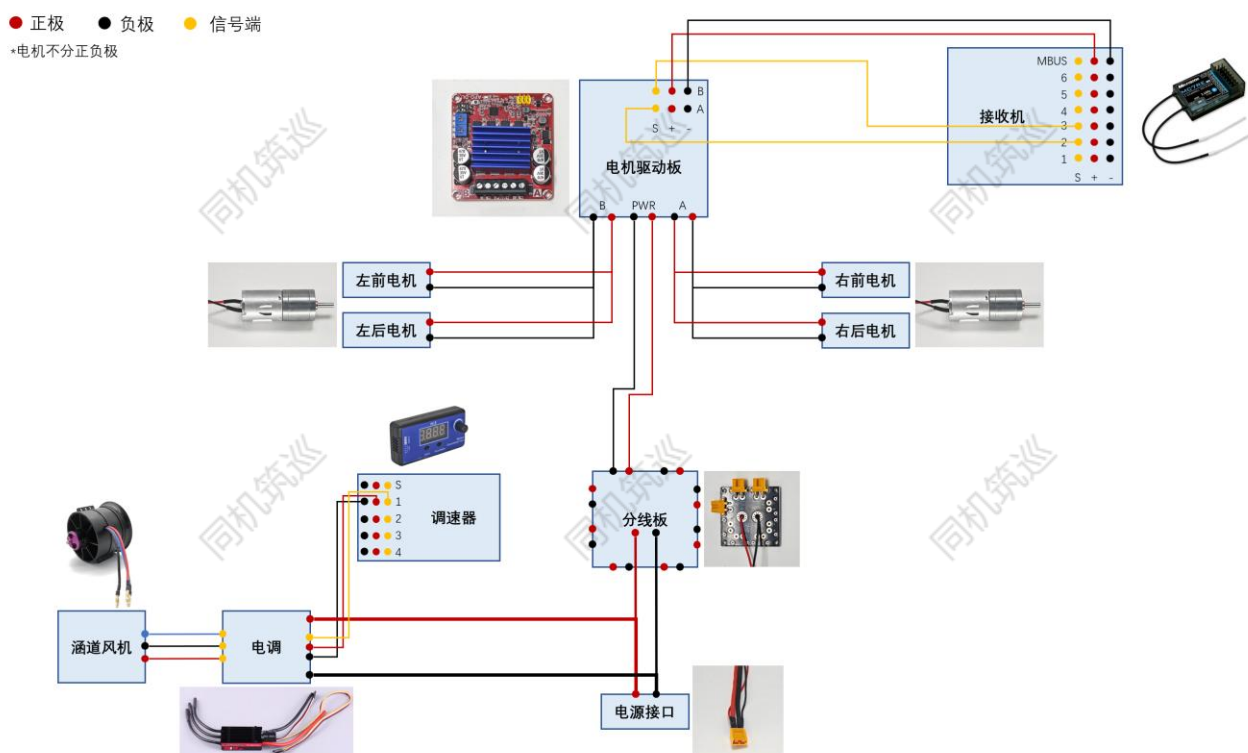 正极 负极 信号端
*电机不分正负极
MBUS
6
5
4
3
2
1
S + -
接收机
B
A
S + -
电机驱动板
B PWR A
左前电机
右前电机
左后电机
右后电机
S
1
2
3
4
调速器
分线板
涵道风机
电调
电源接口
同机筑巡
同机筑巡
同机筑巡
同机筑巡
同机筑巡
同机筑巡